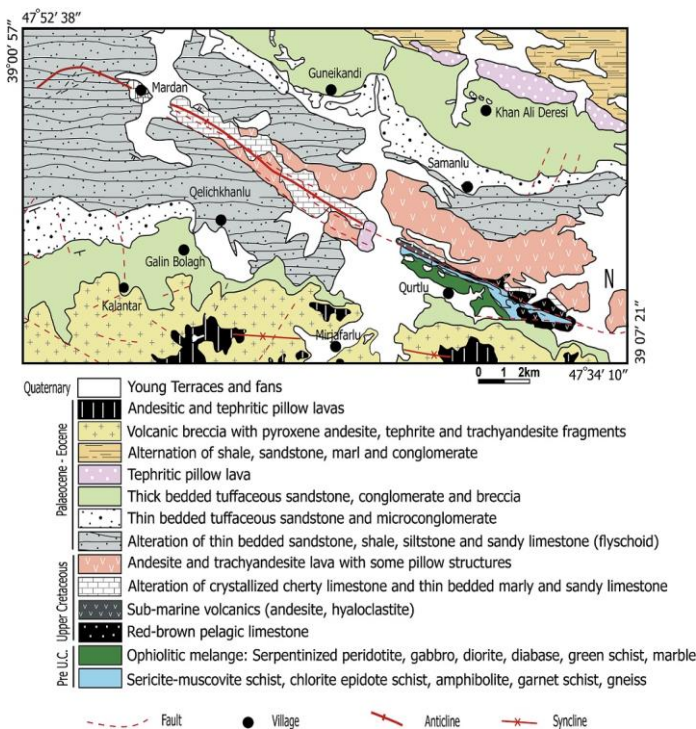 47°52' 38"
39°00' 57"
Mardan
Guneikandi
Khan Ali Deresi
Samanlu
Qelichkhanlu
Galin Bolagh
Kalantar
Qurtlu
Mirjafarlu
N
39 07' 21"
0 1 2km
47°34' 10"
Quaternary
Young Terraces and fans
Palaeocene - Eocene
Andesitic and tephritic pillow lavas
Volcanic breccia with pyroxene andesite, tephrite and trachyandesite fragments
Alternation of shale, sandstone, marl and conglomerate
Tephritic pillow lava
Thick bedded tuffaceous sandstone, conglomerate and breccia
Thin bedded tuffaceous sandstone and microconglomerate
Alteration of thin bedded sandstone, shale, siltstone and sandy limestone (flyschoid)
Upper Cretaceous
Andesite and trachyandesite lava with some pillow structures
Alteration of crystallized cherty limestone and thin bedded marly and sandy limestone
Sub-marine volcanics (andesite, hyaloclastite)
Red-brown pelagic limestone
Pre U.C.
Ophiolitic melange: Serpentinized peridotite, gabbro, diorite, diabase, green schist, marble
Sericite-muscovite schist, chlorite epidote schist, amphibolite, garnet schist, gneiss
Fault
Village
Anticline
Syncline